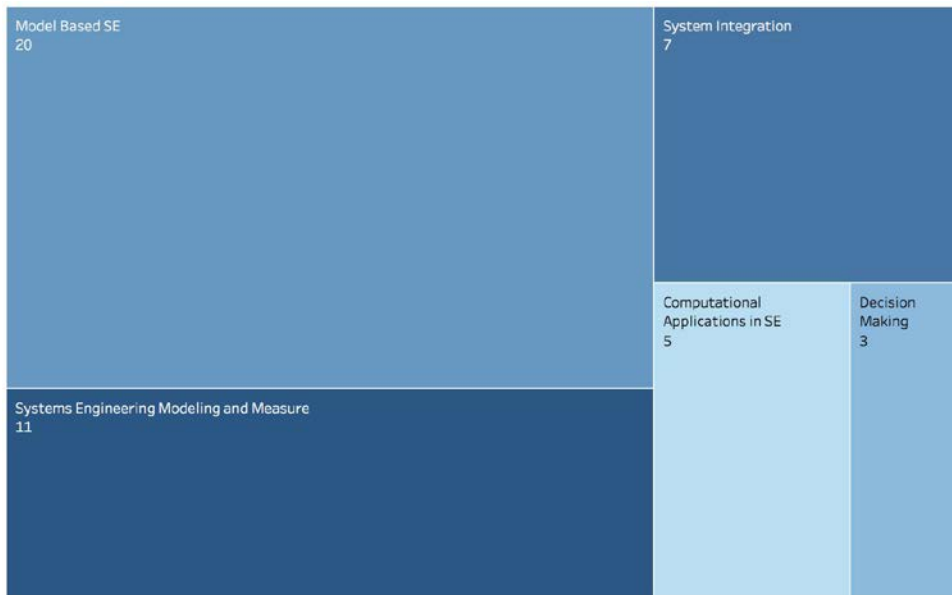 Model Based SE
20
System Integration
7
Computational
Applications in SE
5
Decision
Making
3
Systems Engineering Modeling and Measure
11